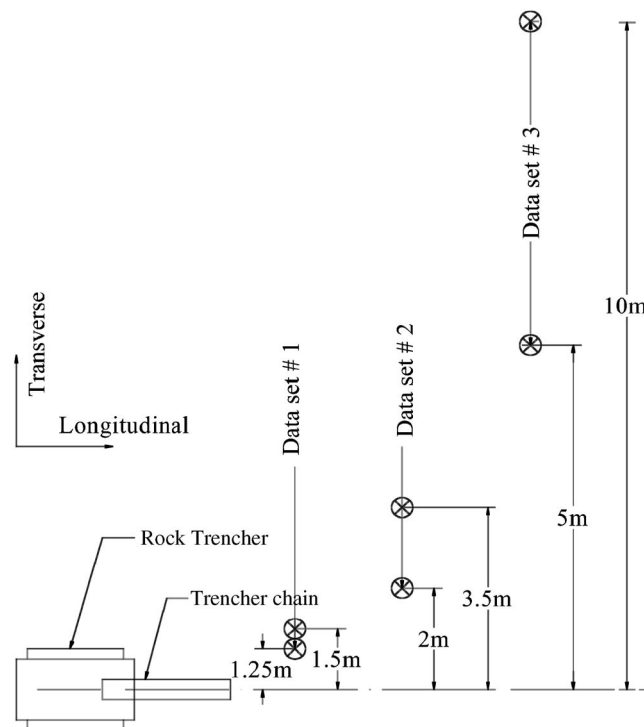 Data set # 3
10m
Transverse
Data set # 1
Data set # 2
Longitudinal
5m
Rock Trencher
Trencher chain
3.5m
1.5m
2m
1.25m